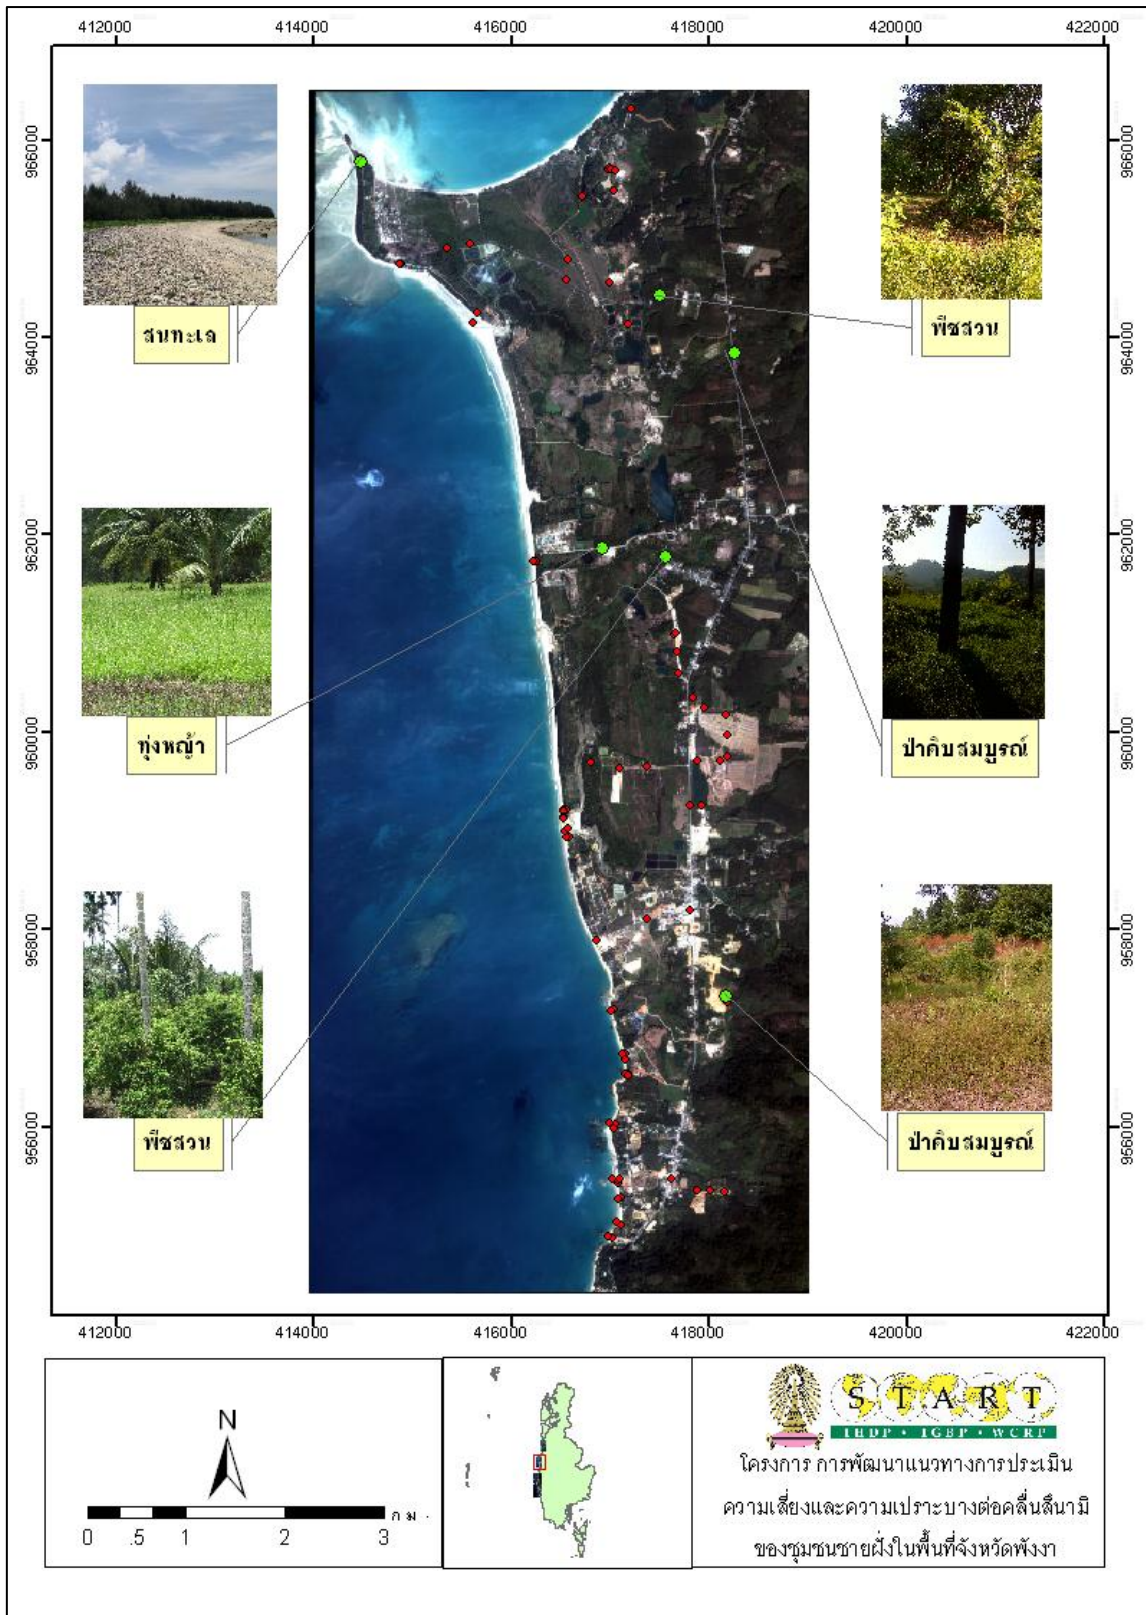 412000 414000 416000 418000 420000 422000
966000
964000
962000
960000
958000
956000
สนทะเล
ทุ่งหญ้า
พืชสวน
พืชสวน
ป่าดิบสมบูรณ์
ป่าดิบสมบูรณ์
966000
964000
962000
960000
958000
956000
412000 414000 416000 418000 420000 422000
N
กม.
0 .5 1 2 3
START
IHDP • IGBP • WCRP
โครงการ การพัฒนาแนวทางการประเมิน
ความเสี่ยงและความเปราะบางต่อคลื่นสึนามิ
ของชุมชนชายฝั่งในพื้นที่จังหวัดพังงา